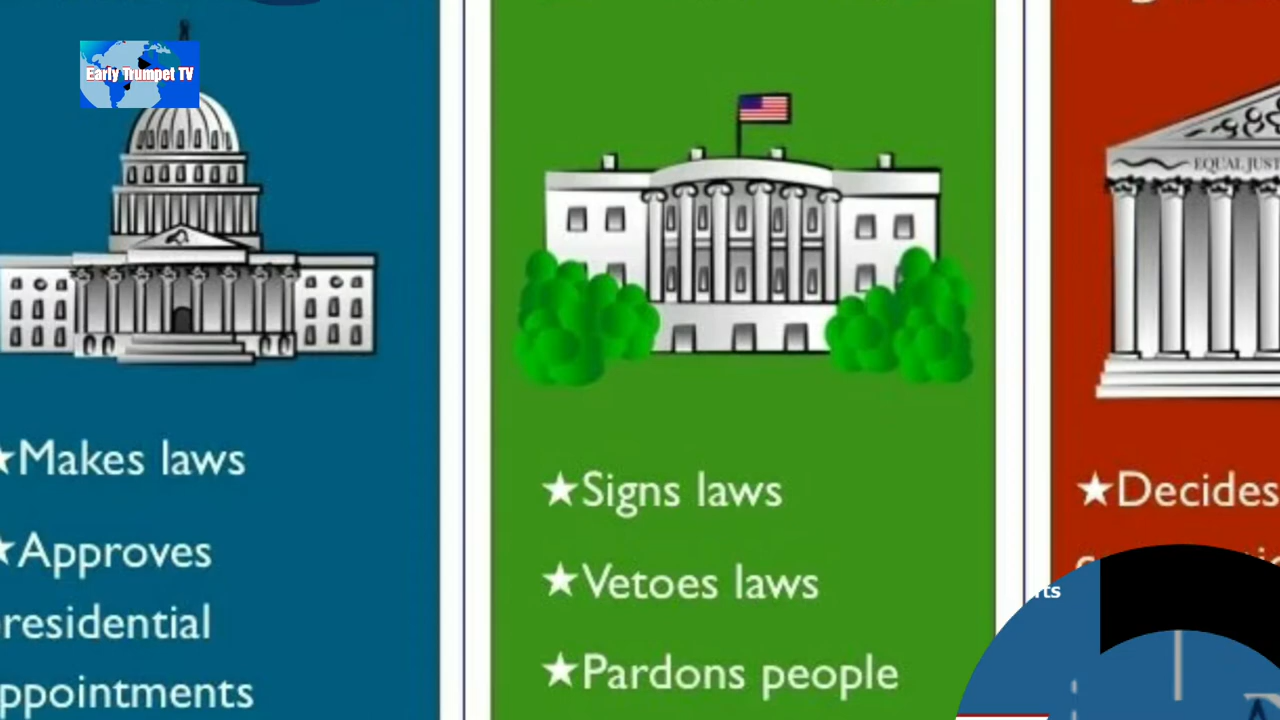 Early Trumpet TV
EQUAL JUST
★Makes laws
★Approves
residential
ppointments
★Signs laws
★Vetoes laws
★Pardons people
★Decides